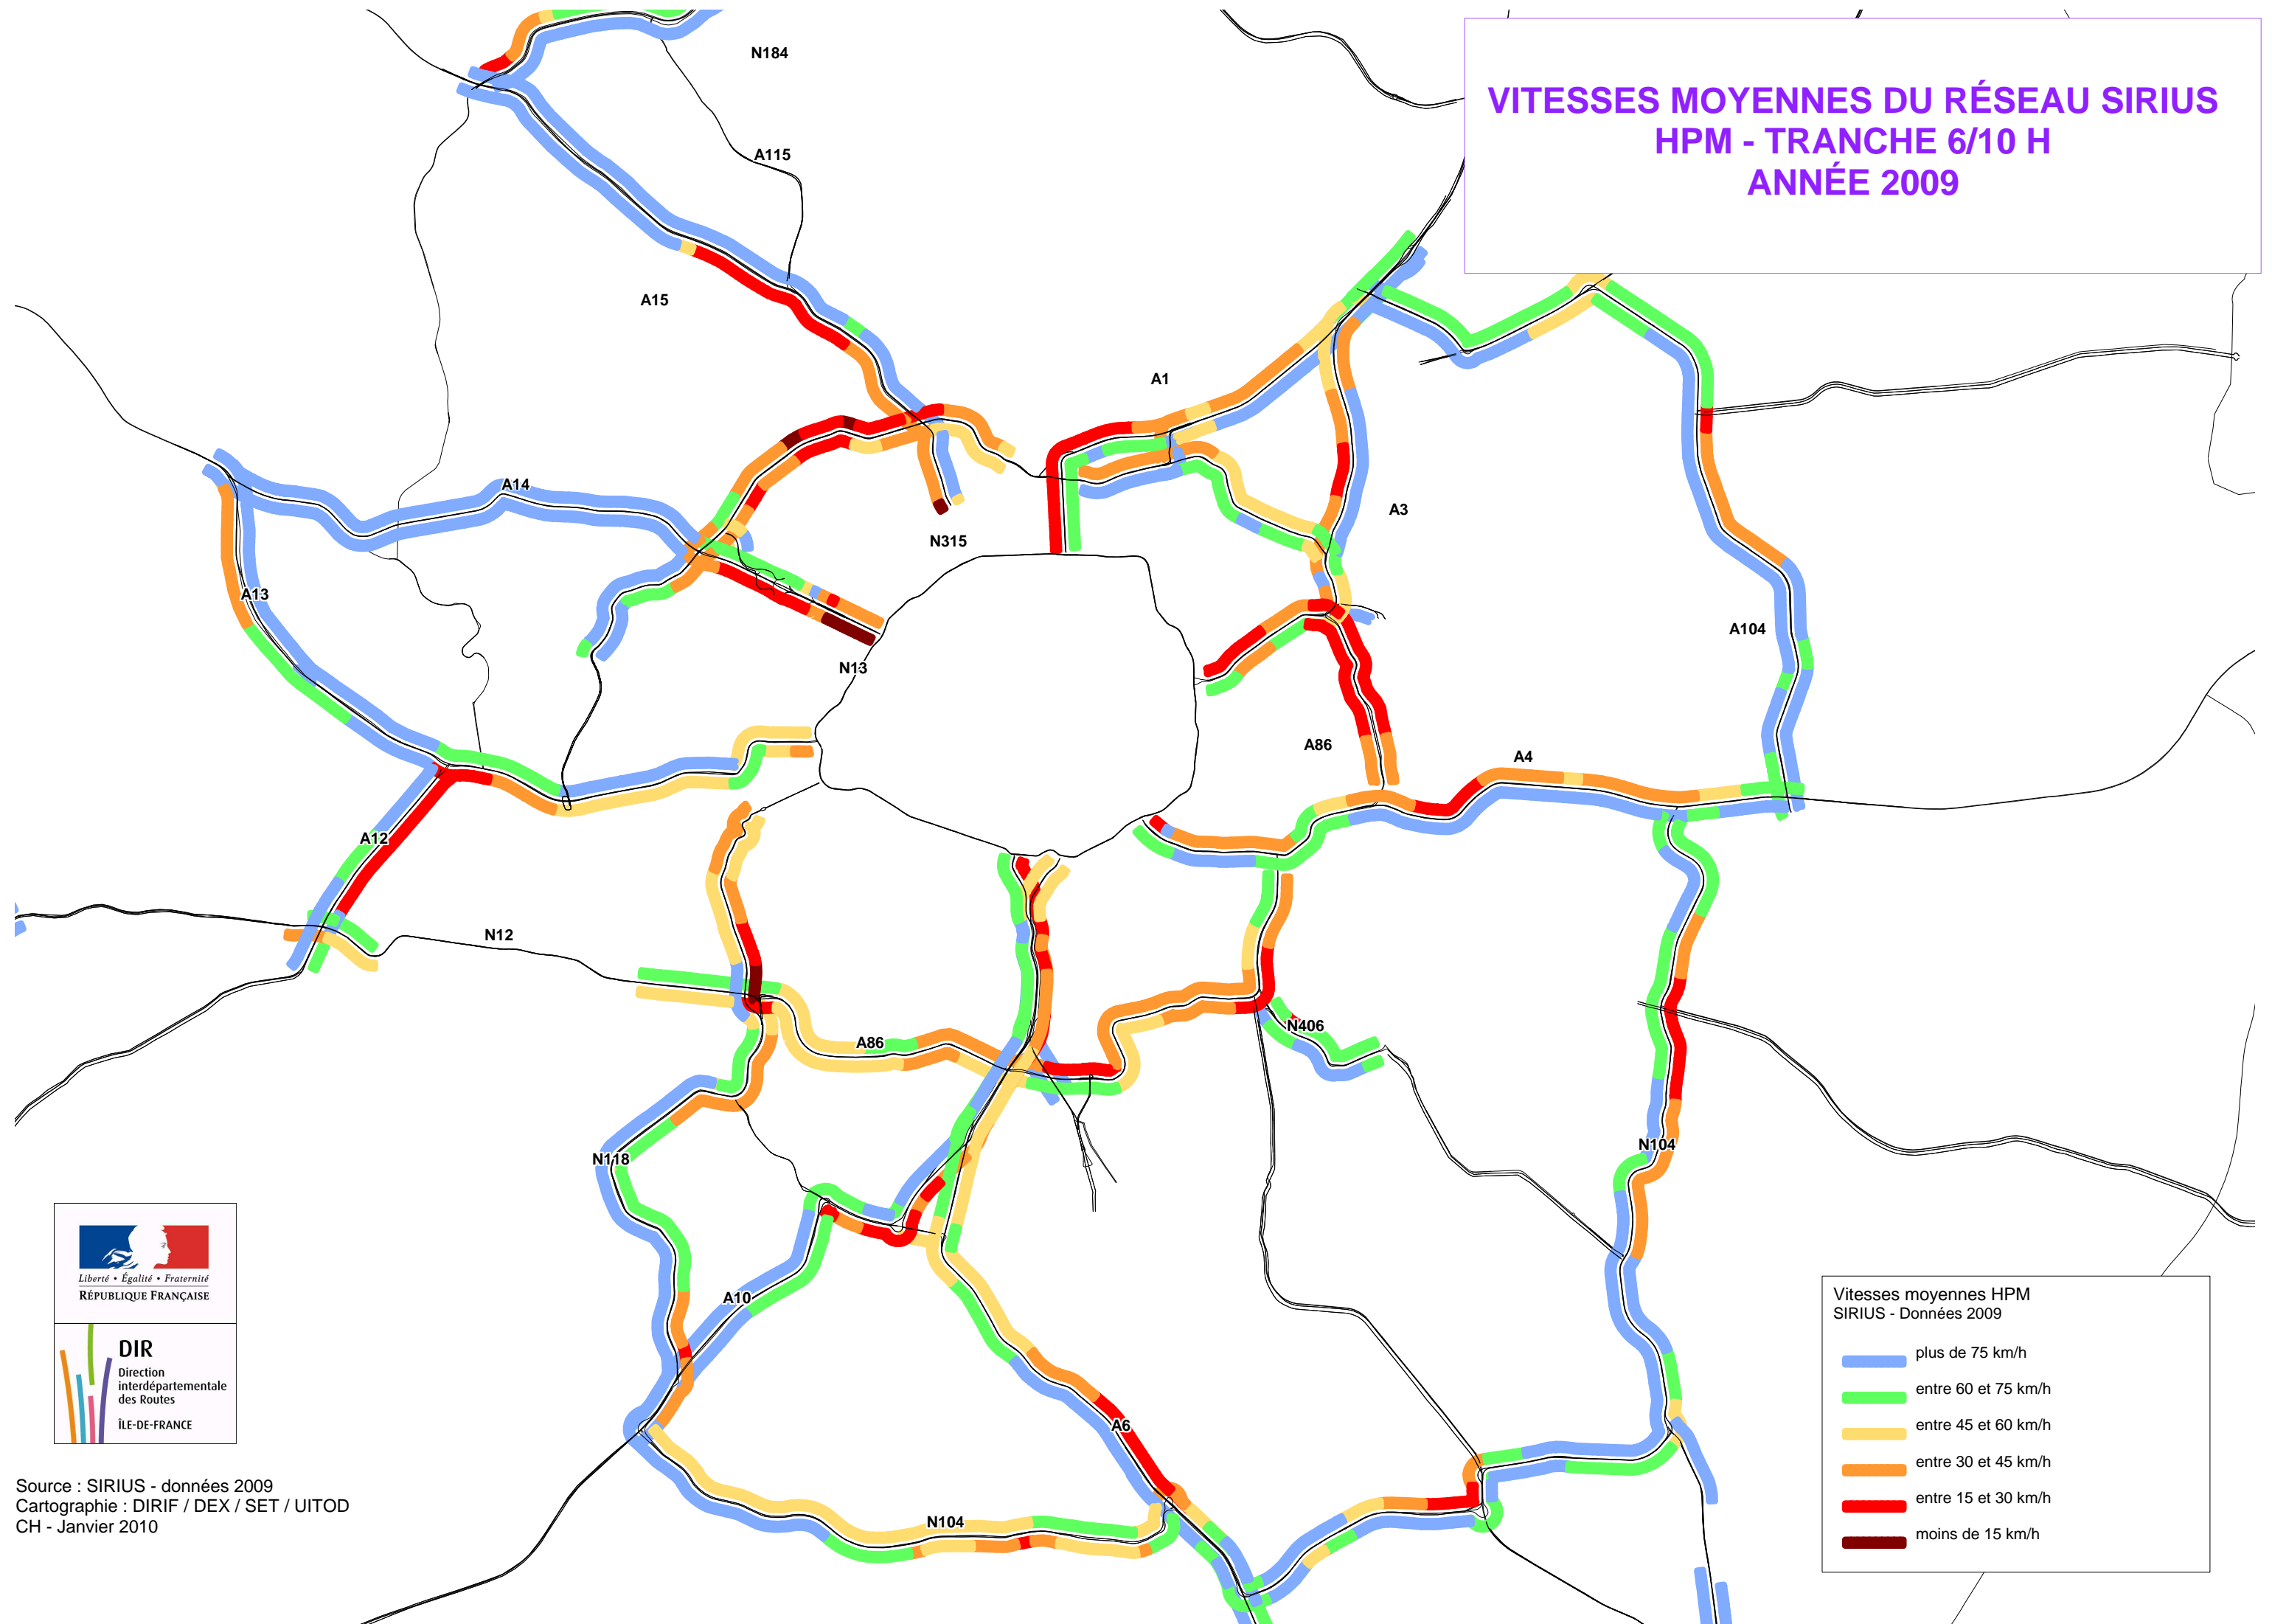 VITESSES MOYENNES DU RÉSEAU SIRIUS
HPM - TRANCHE 6/10 H
ANNÉE 2009
N184
A115
A15
A1
A14
A3
N315
A13
A104
N13
A86
A4
A12
N12
N406
A86
N118
N104
A10
A6
N104
Liberté • Égalité • Fraternité
RÉPUBLIQUE FRANÇAISE
DIR
Direction
interdépartementale
des Routes
ÎLE-DE-FRANCE
Source : SIRIUS - données 2009
Cartographie : DIRIF / DEX / SET / UITOD
CH - Janvier 2010
Vitesses moyennes HPM
SIRIUS - Données 2009
plus de 75 km/h
entre 60 et 75 km/h
entre 45 et 60 km/h
entre 30 et 45 km/h
entre 15 et 30 km/h
moins de 15 km/h